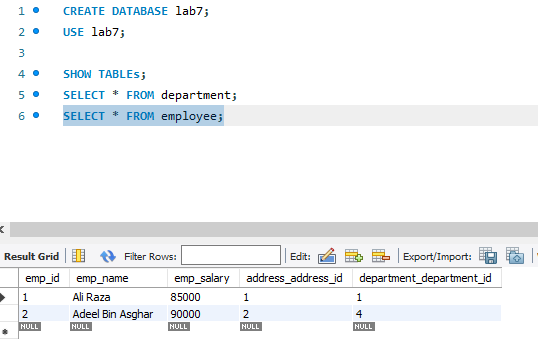 1 CREATE DATABASE lab7;
2 USE lab7;
3
4 SHOW TABLEs;
5 SELECT * FROM department;
6 SELECT * FROM employee;
Result Grid Filter Rows: Edit: Export/Import:
emp_id emp_name emp_salary address_address_id department_department_id
1 Ali Raza 85000 1 1
2 Adeel Bin Asghar 90000 2 4
NULL NULL NULL NULL NULL